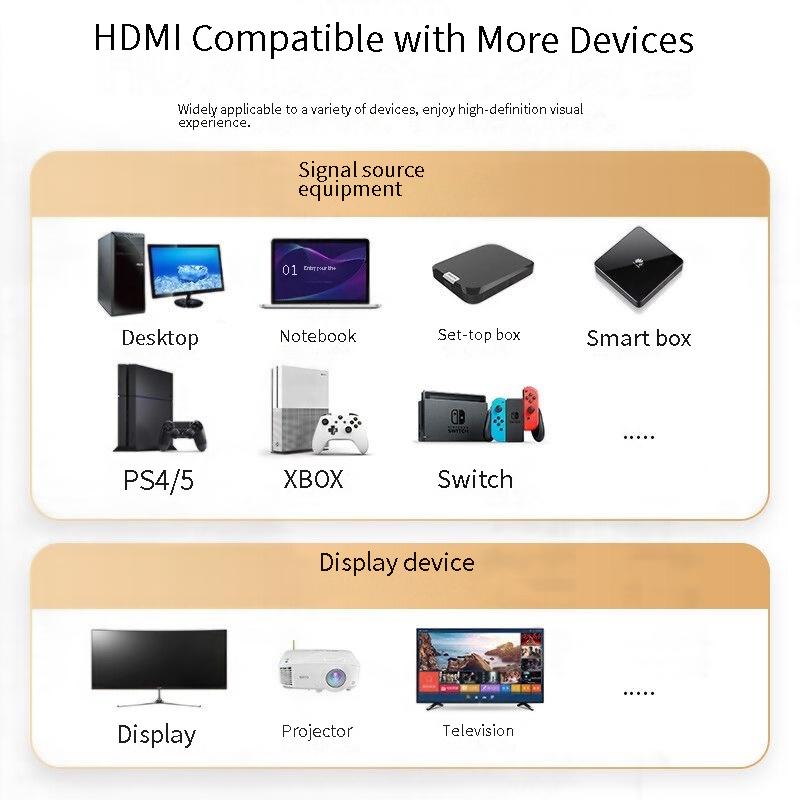 HDMI Compatible with More Devices
Widely applicable to a variety of devices, enjoy high-definition visual
experience.
Signal source
equipment
01 Entry your title
Desktop
Notebook
Set-top box
Smart box
SWITCH
PS4/5
XBOX
Switch
.....
Display device
.....
Display
Projector
Television